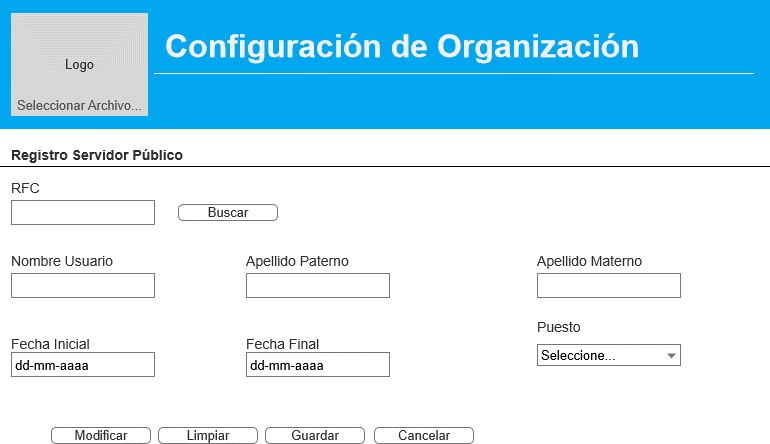 Logo
Seleccionar Archivo...
Configuración de Organización
Registro Servidor Público
RFC
Buscar
Nombre Usuario Apellido Paterno Apellido Materno
Puesto
Fecha Inicial Fecha Final
Seleccione...
dd-mm-aaaa dd-mm-aaaa
Modificar Limpiar Guardar Cancelar